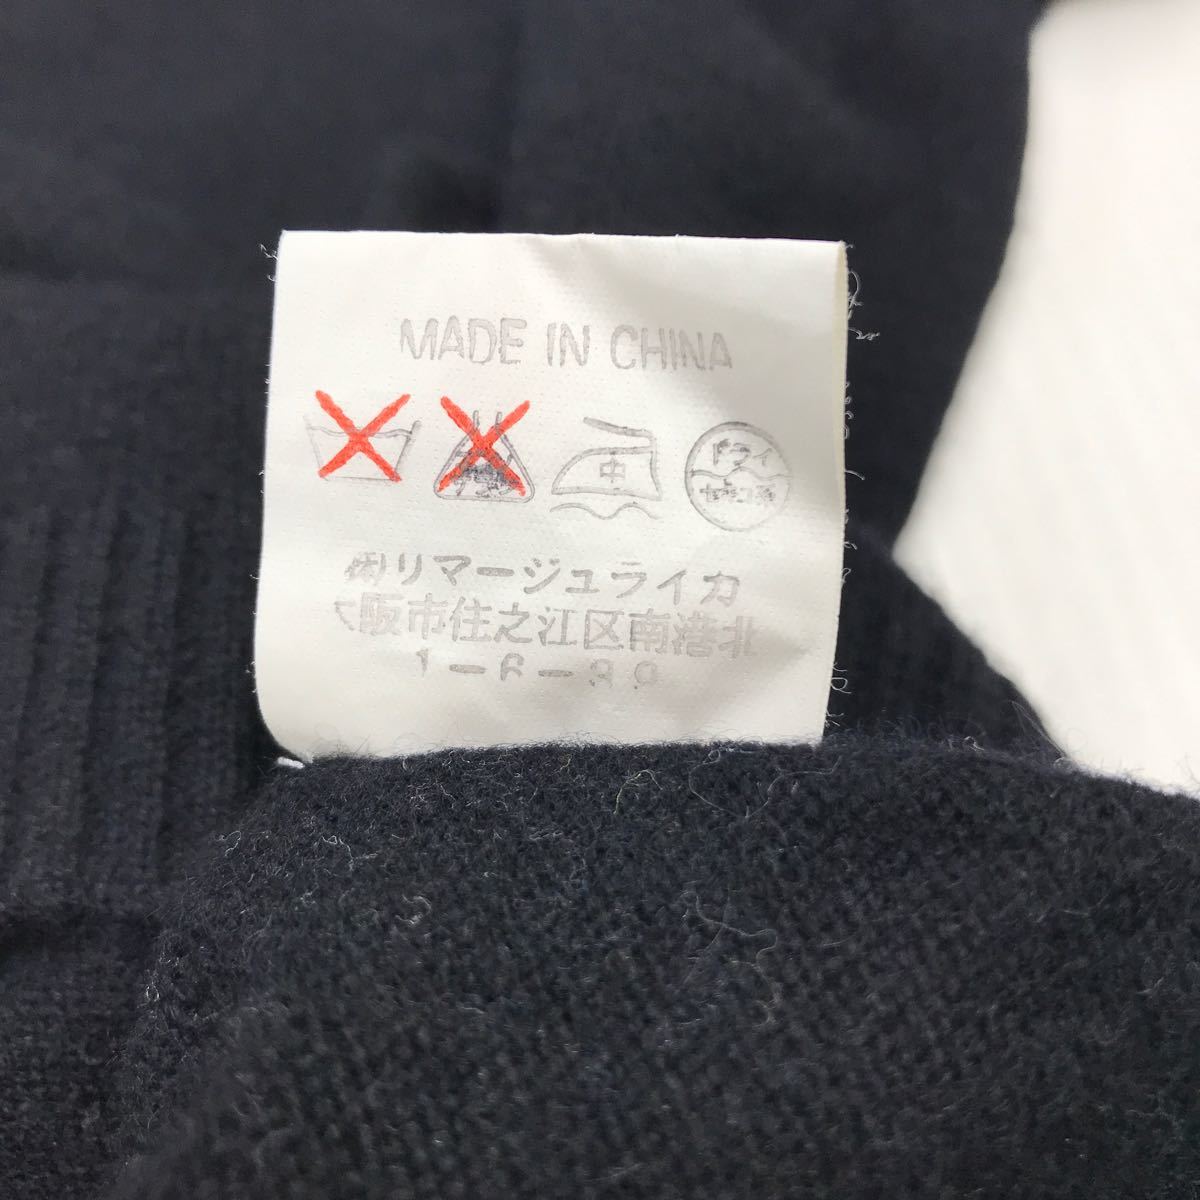 MADE IN CHINA
中
ドライ
セキユ系
㈱リマージュライカ
大阪市住之江区南港北
1-6-39